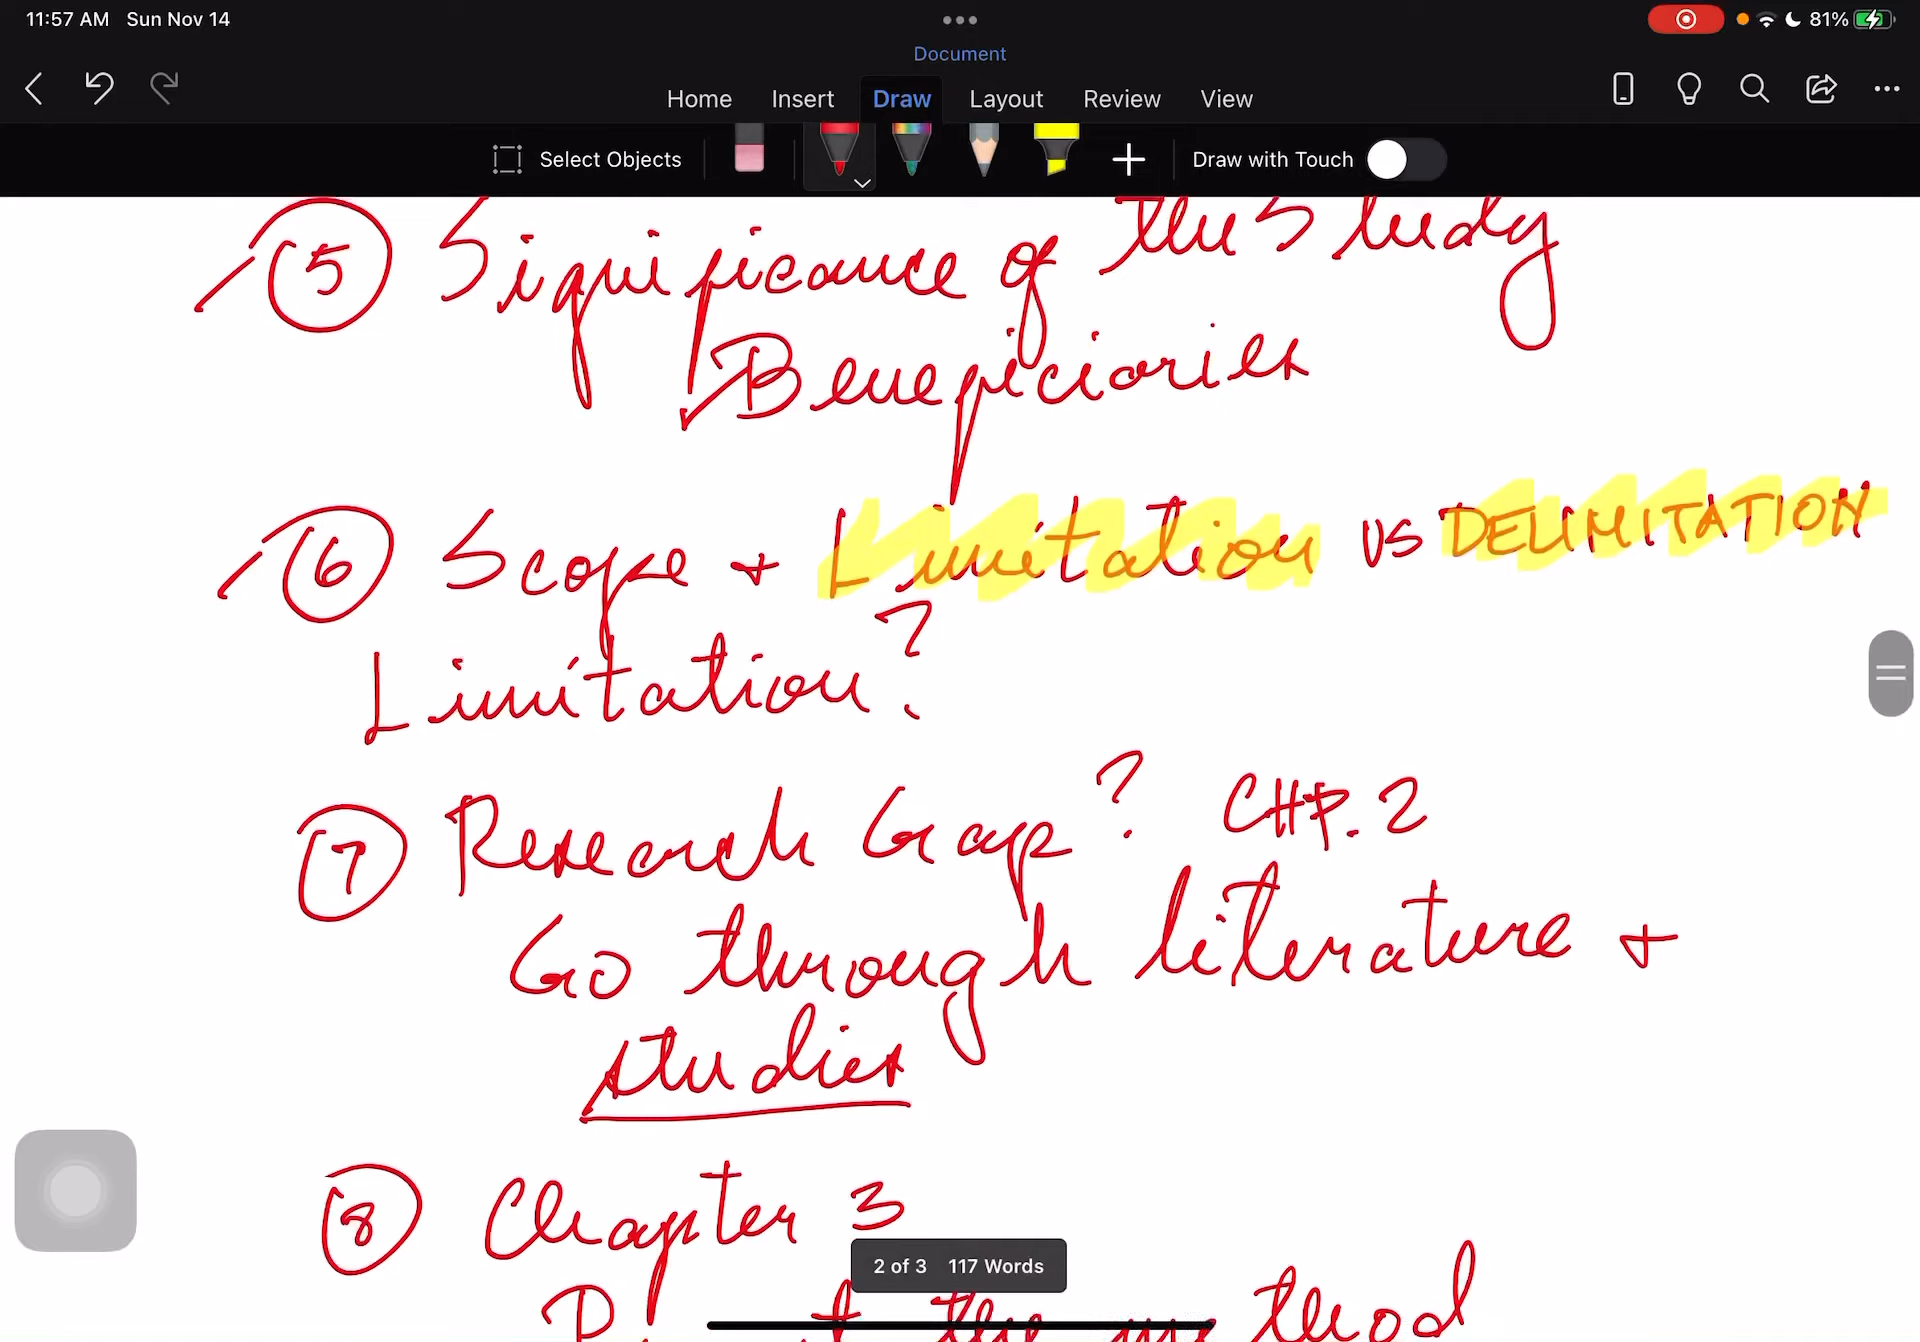 11:57 AM Sun Nov 14
81%
Document
Home Insert Draw Layout Review View
Select Objects
Draw with Touch
5 Significance of the Study
Beneficiaries
6 Scope + Limitation VS DELIMITATION
Limitation?
7 Research Gap? CHP. 2
Go through literature +
studies
8 Chapter 3
2 of 3 117 Words
the method